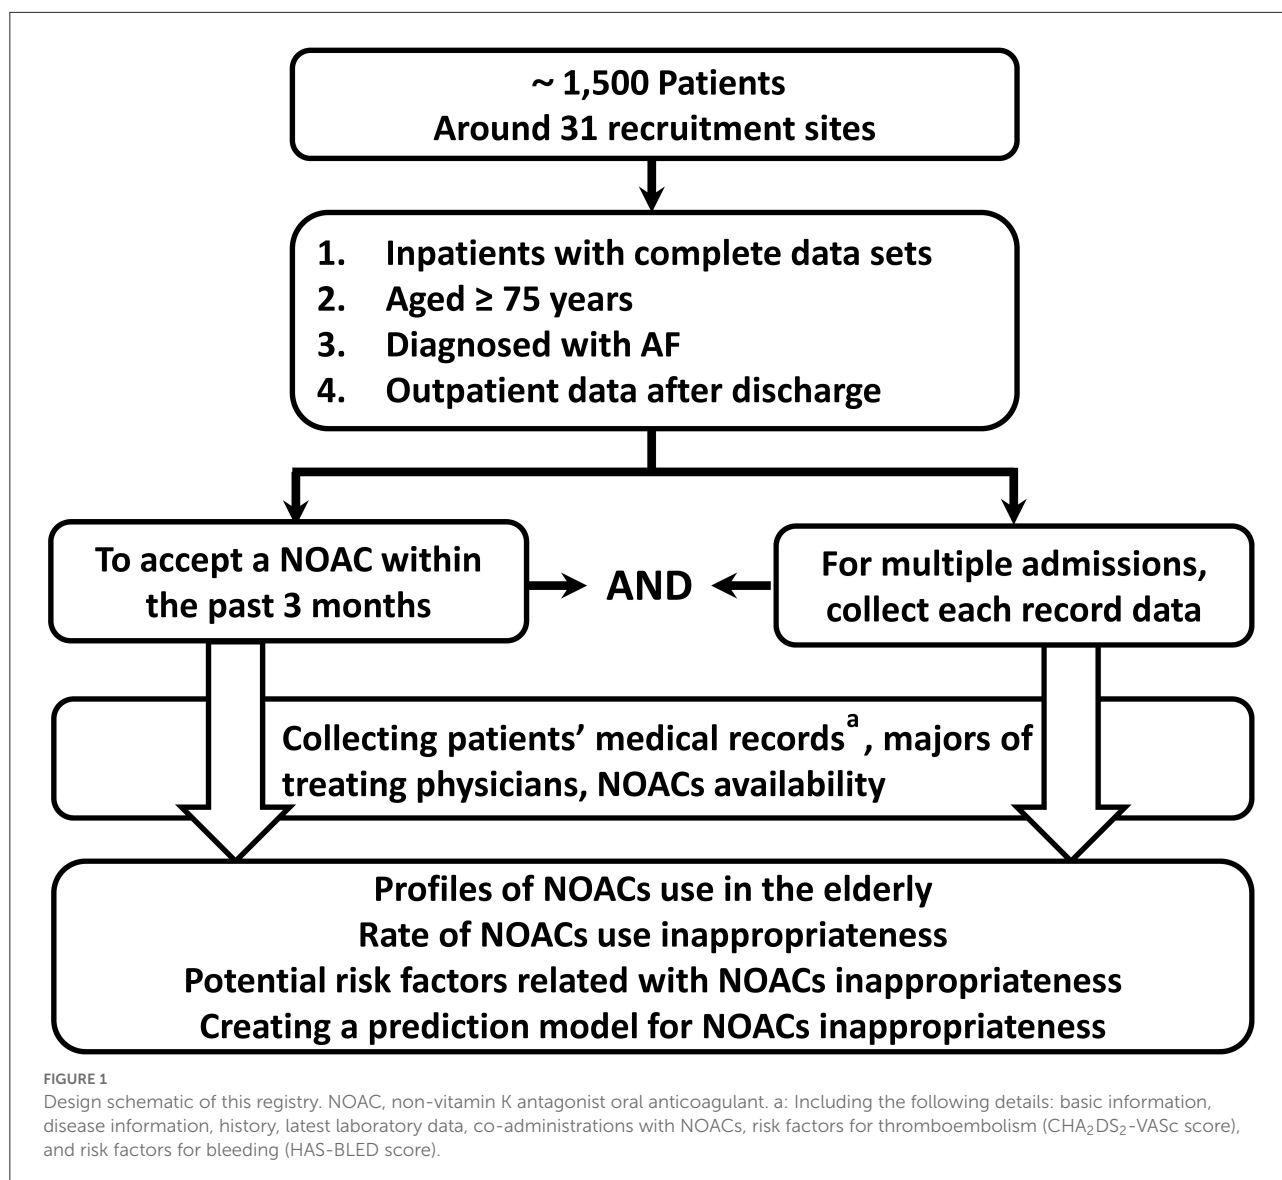 ~ 1,500 Patients
Around 31 recruitment sites
1. Inpatients with complete data sets
2. Aged ≥ 75 years
3. Diagnosed with AF
4. Outpatient data after discharge
To accept a NOAC within
the past 3 months
AND
For multiple admissions,
collect each record data
Collecting patients’ medical recordsᵃ, majors of
treating physicians, NOACs availability
Profiles of NOACs use in the elderly
Rate of NOACs use inappropriateness
Potential risk factors related with NOACs inappropriateness
Creating a prediction model for NOACs inappropriateness
FIGURE 1
Design schematic of this registry. NOAC, non-vitamin K antagonist oral anticoagulant. a: Including the following details: basic information,
disease information, history, latest laboratory data, co-administrations with NOACs, risk factors for thromboembolism (CHA₂DS₂-VASc score),
and risk factors for bleeding (HAS-BLED score).